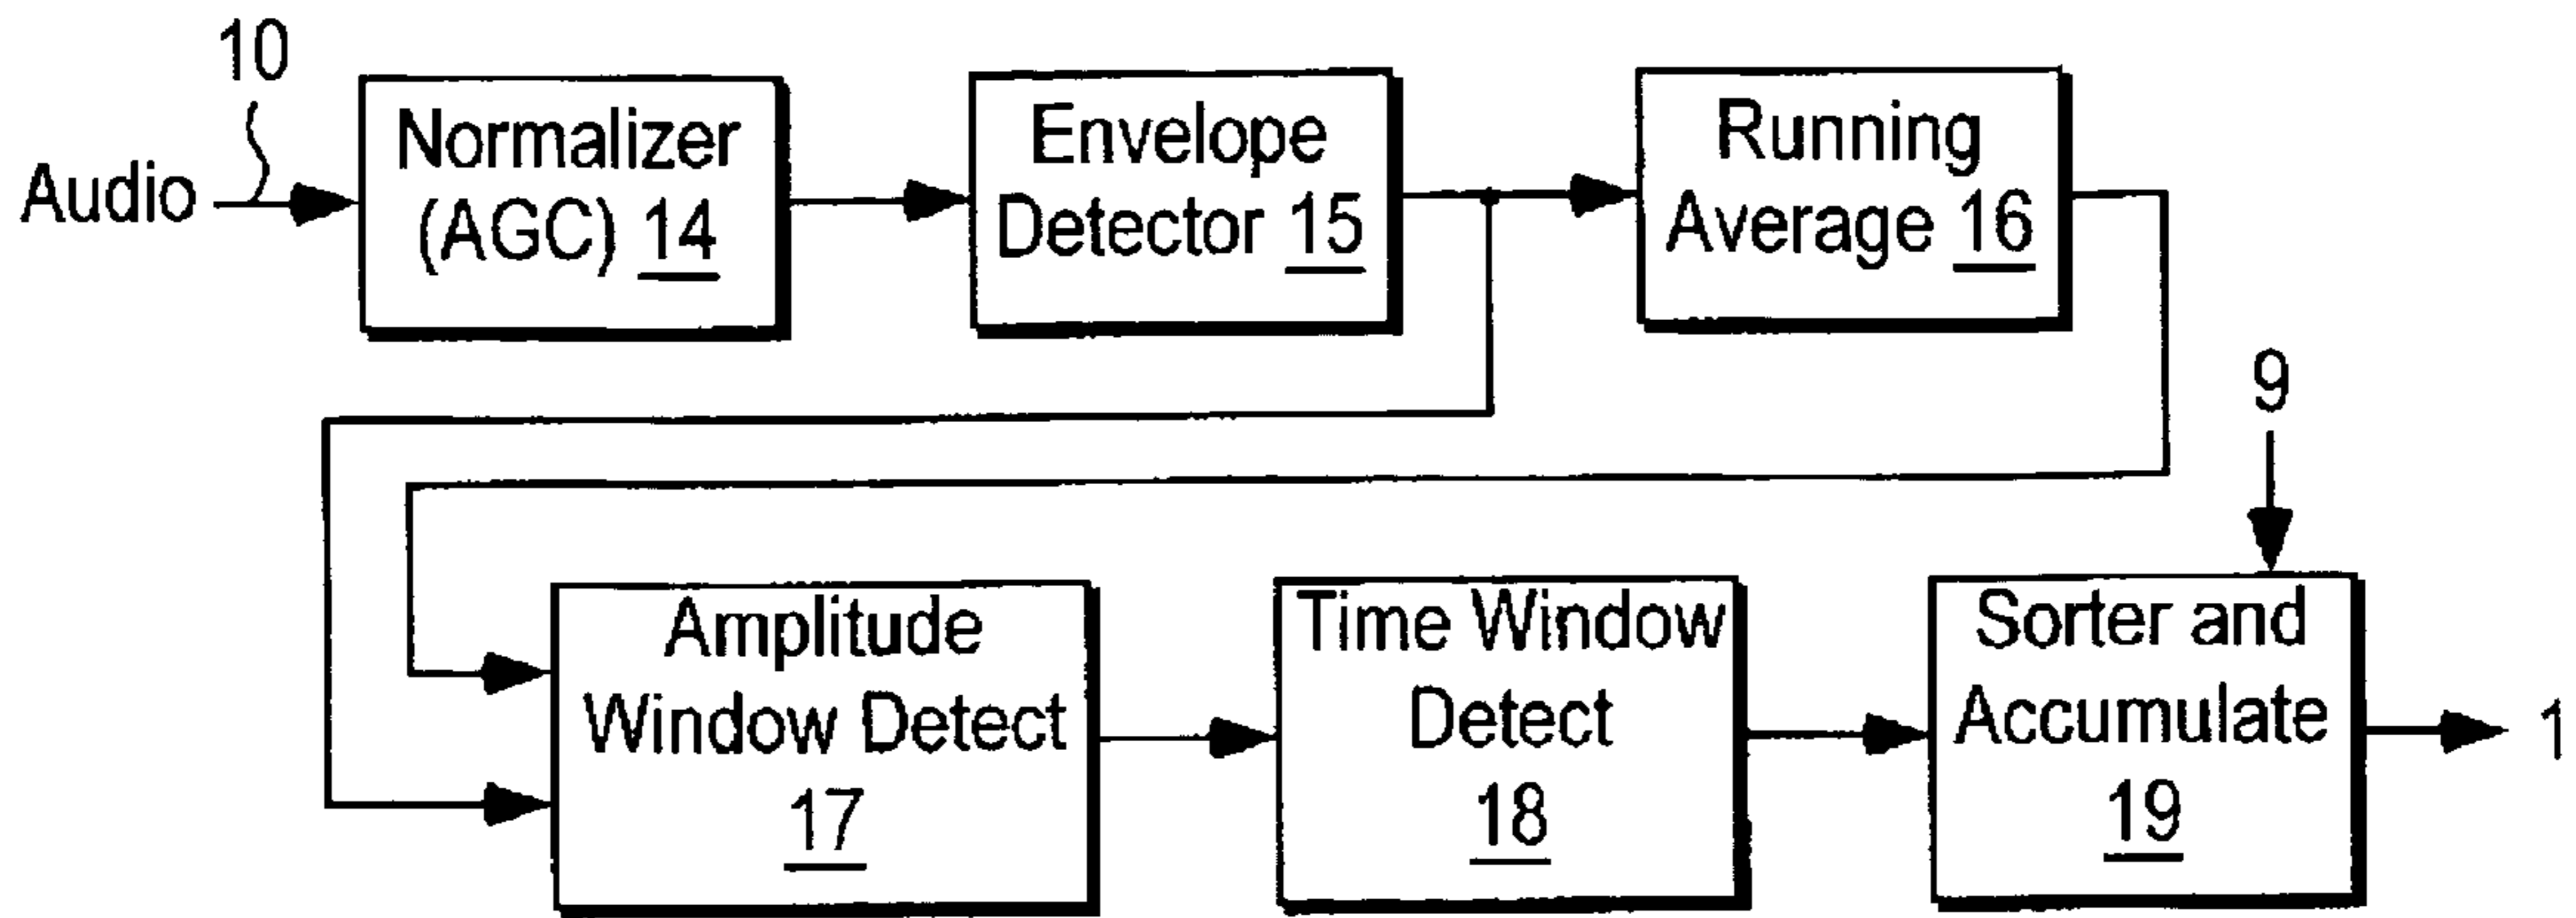 10
Audio
Normalizer
(AGC) 14
Envelope
Detector 15
Running
Average 16
9
Amplitude
Window Detect
17
Time Window
Detect
18
Sorter and
Accumulate
19
1